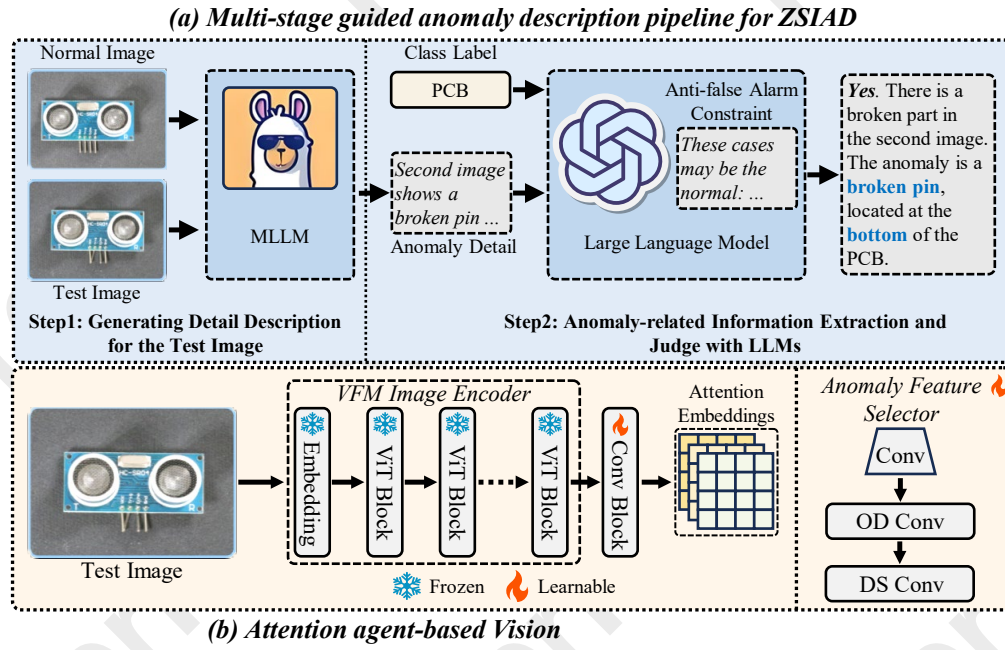 (a) Multi-stage guided anomaly description pipeline for ZSIAD
Normal Image
Test Image
MLLM
Step1: Generating Detail Description
for the Test Image
Class Label
PCB
Second image
shows a
broken pin ...
Anomaly Detail
Anti-false Alarm
Constraint
These cases
may be the
normal: ...
Large Language Model
Yes. There is a
broken part in
the second image.
The anomaly is a
broken pin,
located at the
bottom of the
PCB.
Step2: Anomaly-related Information Extraction and
Judge with LLMs
VFM Image Encoder
Test Image
Embedding
ViT Block
ViT Block
ViT Block
Conv Block
Attention
Embeddings
Frozen
Learnable
Anomaly Feature
Selector
Conv
OD Conv
DS Conv
(b) Attention agent-based Vision